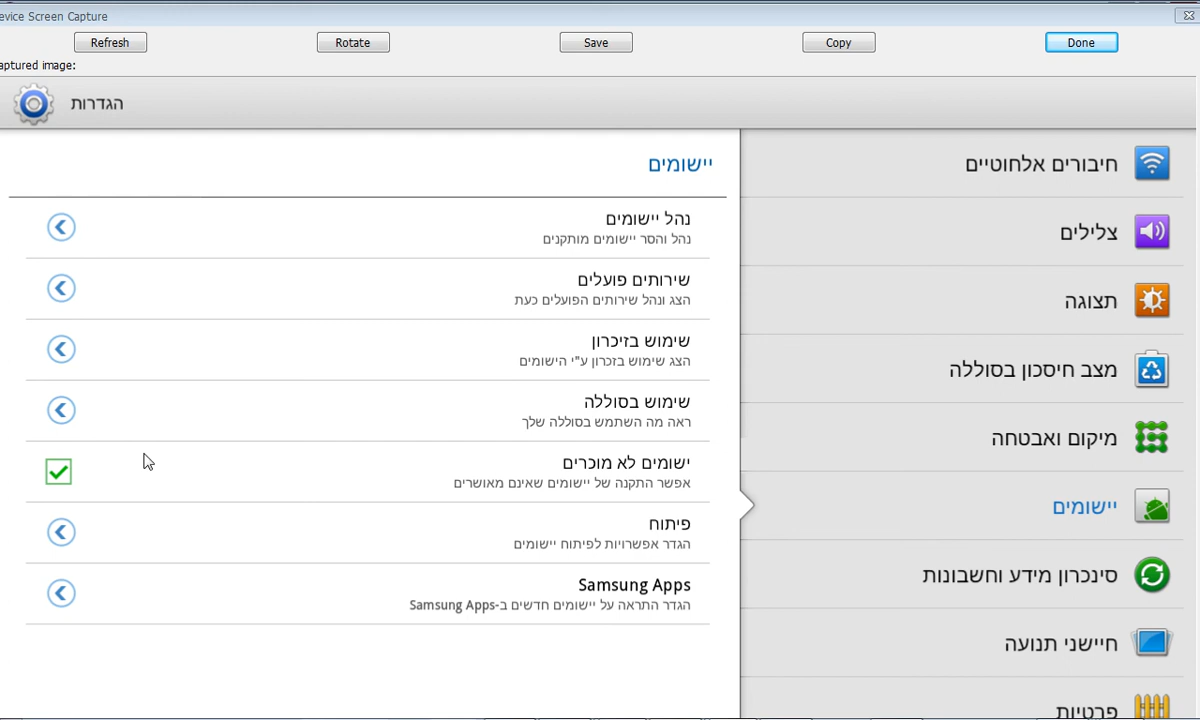 evice Screen Capture
Refresh
Rotate
Save
Copy
Done
aptured image:
הגדרות
חיבורים אלחוטיים
צלילים
תצוגה
מצב חיסכון בסוללה
מיקום ואבטחה
יישומים
סינכרון מידע וחשבונות
חיישני תנועה
פרטיות
יישומים
נהל יישומים
נהל והסר יישומים מותקנים
שירותים פועלים
הצג ונהל שירותים הפועלים כעת
שימוש בזיכרון
הצג שימוש בזכרון ע"י הישומים
שימוש בסוללה
ראה מה השתמש בסוללה שלך
ישומים לא מוכרים
אפשר התקנה של יישומים שאינם מאושרים
פיתוח
הגדר אפשרויות לפיתוח יישומים
Samsung Apps
הגדר התראה על יישומים חדשים ב-Samsung Apps